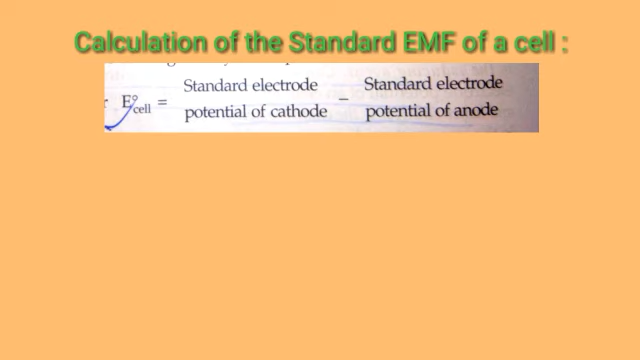 Calculation of the Standard EMF of a cell :
E°cell = Standard electrode potential of cathode − Standard electrode potential of anode